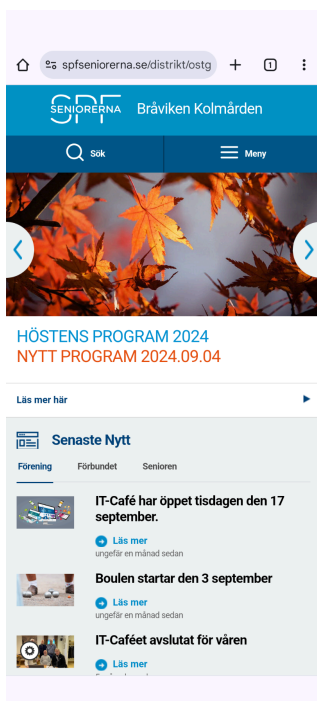 spfseniorerna.se/distrikt/ostg
1
SPF
SENIORERNA
Bråviken Kolmården
Sök
Meny
HÖSTENS PROGRAM 2024
NYTT PROGRAM 2024.09.04
Läs mer här
Senaste Nytt
Förening Förbundet Senioren
IT-Café har öppet tisdagen den 17
september.
Läs mer
ungefär en månad sedan
Boulen startar den 3 september
Läs mer
ungefär en månad sedan
IT-Caféet avslutat för våren
Läs mer